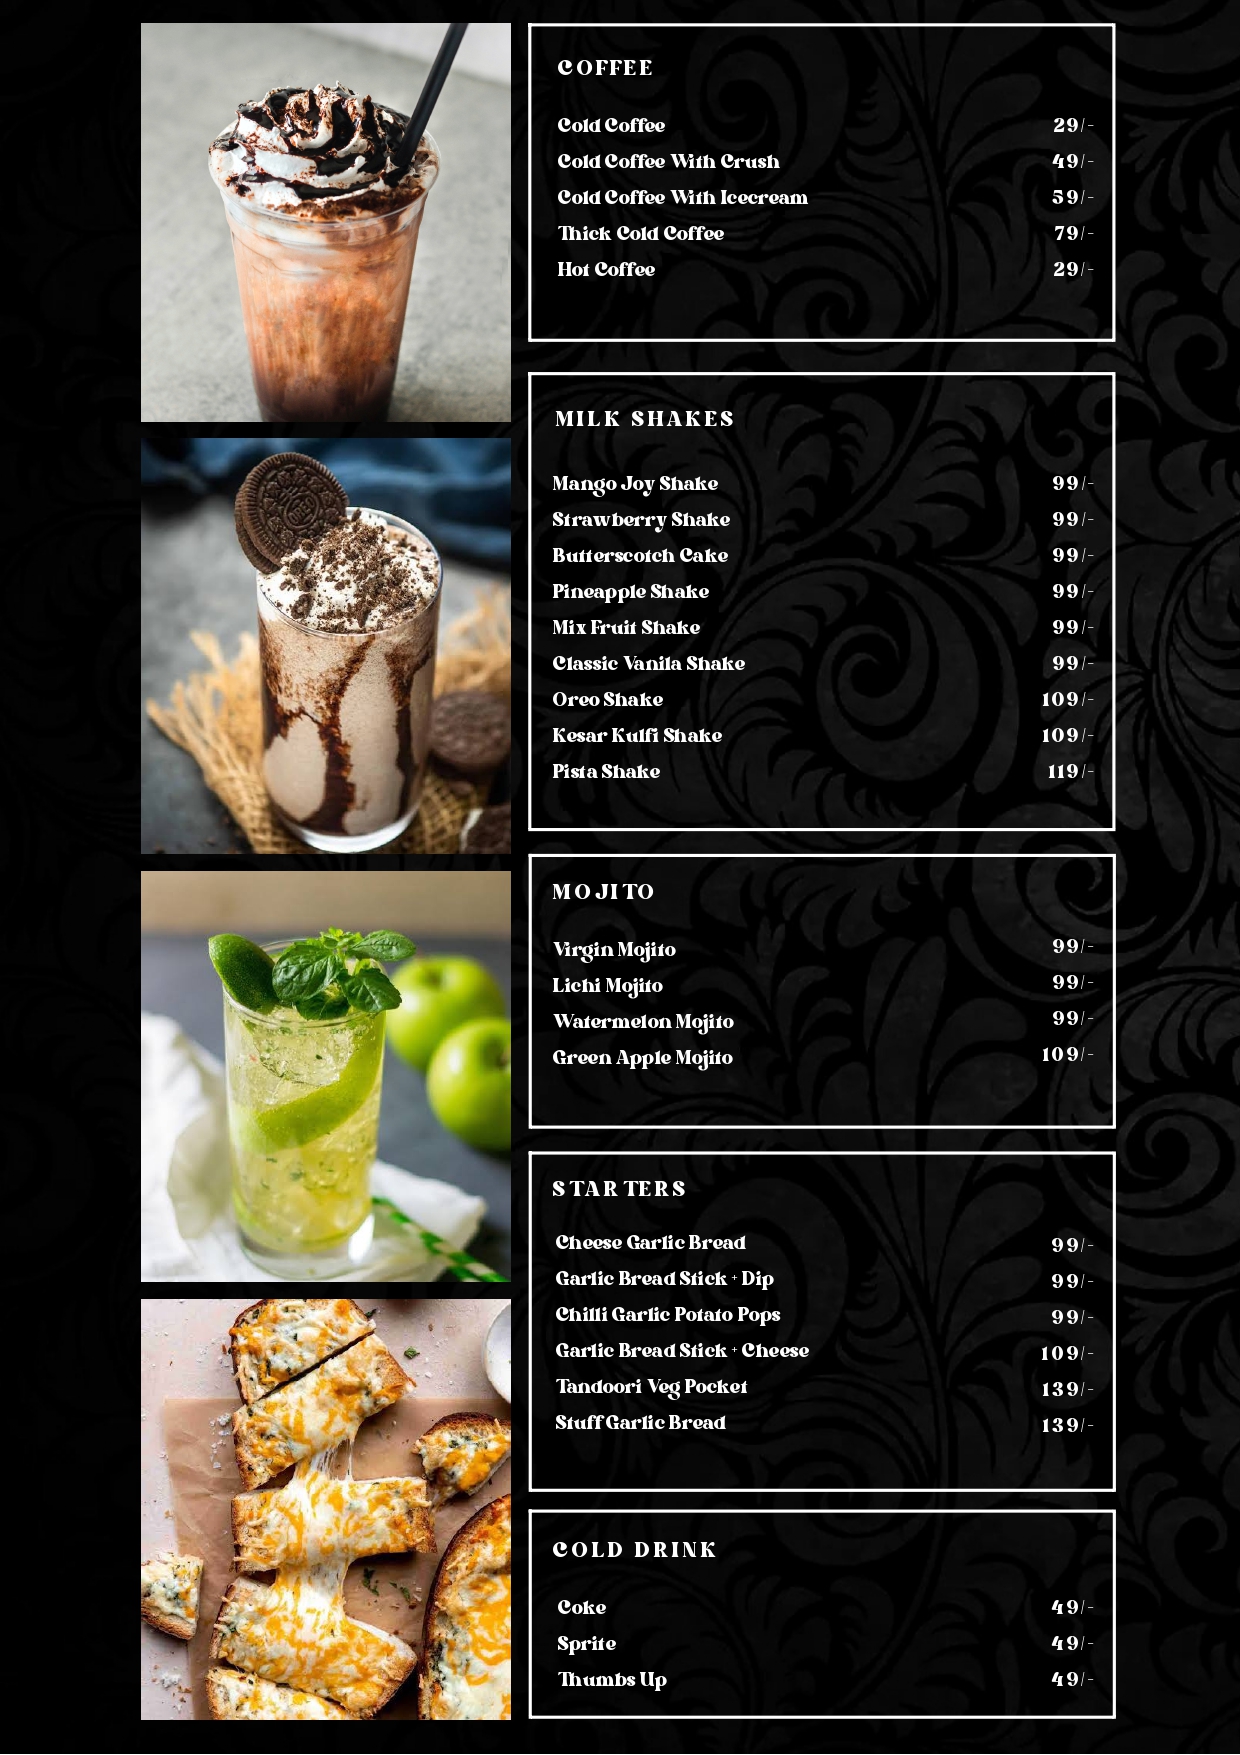 COFFEE
Cold Coffee 29/-
Cold Coffee With Crush 49/-
Cold Coffee With Icecream 59/-
Thick Cold Coffee 79/-
Hot Coffee 29/-
MILK SHAKES
Mango Joy Shake 99/-
Strawberry Shake 99/-
Butterscotch Cake 99/-
Pineapple Shake 99/-
Mix Fruit Shake 99/-
Classic Vanila Shake 99/-
Oreo Shake 109/-
Kesar Kulfi Shake 109/-
Pista Shake 119/-
MOJITO
Virgin Mojito 99/-
Lichi Mojito 99/-
Watermelon Mojito 99/-
Green Apple Mojito 109/-
STARTERS
Cheese Garlic Bread 99/-
Garlic Bread Stick + Dip 99/-
Chilli Garlic Potato Pops 99/-
Garlic Bread Stick + Cheese 109/-
Tandoori Veg Pocket 139/-
Stuff Garlic Bread 139/-
COLD DRINK
Coke 49/-
Sprite 49/-
Thumbs Up 49/-